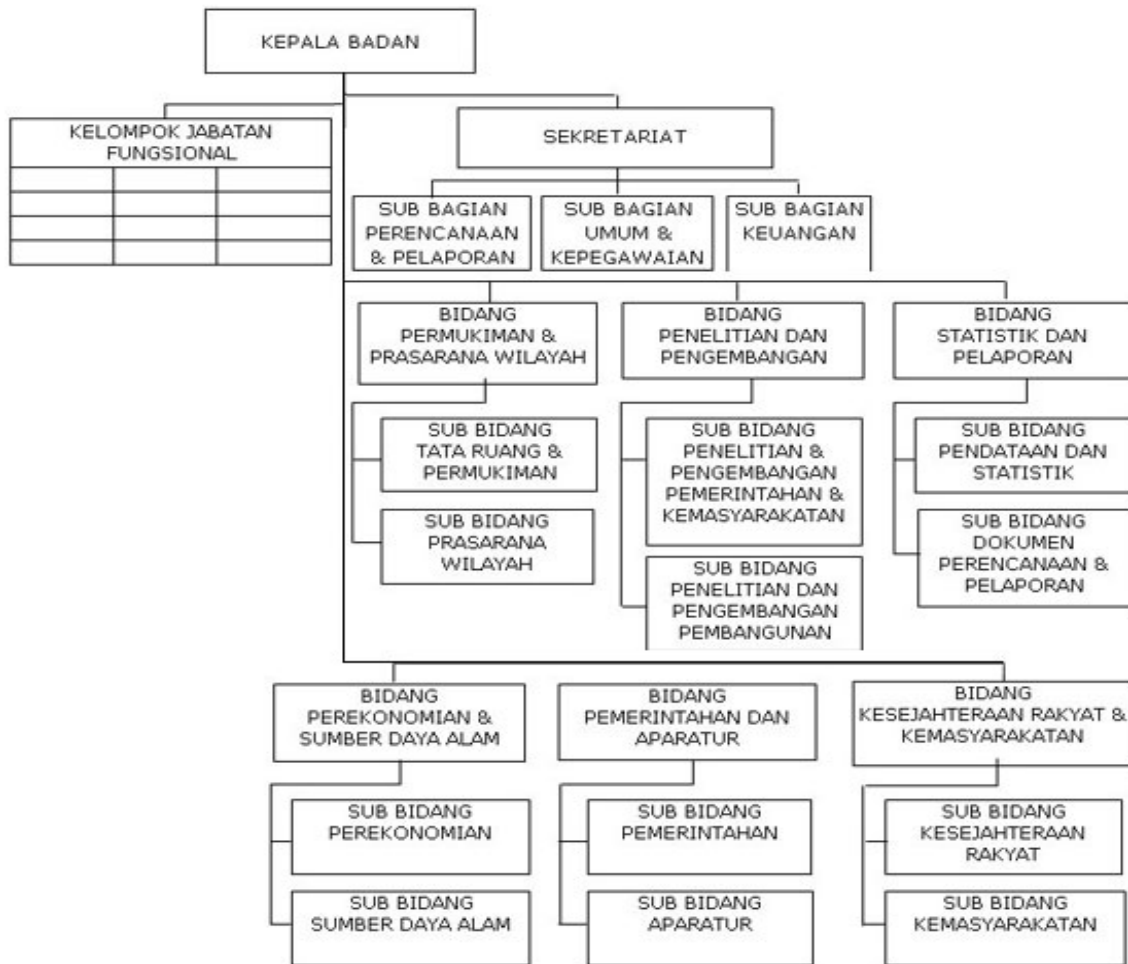 KEPALA BADAN
KELOMPOK JABATAN
FUNGSIONAL
SEKRETARIAT
SUB BAGIAN
PERENCANAAN
& PELAPORAN
SUB BAGIAN
UMUM &
KEPEGAWAIAN
SUB BAGIAN
KEUANGAN
BIDANG
PERMUKIMAN &
PRASARANA WILAYAH
BIDANG
PENELITIAN DAN
PENGEMBANGAN
BIDANG
STATISTIK DAN
PELAPORAN
SUB BIDANG
TATA RUANG &
PERMUKIMAN
SUB BIDANG
PRASARANA
WILAYAH
SUB BIDANG
PENELITIAN &
PENGEMBANGAN
PEMERINTAHAN &
KEMASYARAKATAN
SUB BIDANG
PENELITIAN DAN
PENGEMBANGAN
PEMBANGUNAN
SUB BIDANG
PENDATAAN DAN
STATISTIK
SUB BIDANG
DOKUMEN
PERENCANAAN &
PELAPORAN
BIDANG
PEREKONOMIAN &
SUMBER DAYA ALAM
BIDANG
PEMERINTAHAN DAN
APARATUR
BIDANG
KESEJAHTERAAN RAKYAT &
KEMASYARAKATAN
SUB BIDANG
PEREKONOMIAN
SUB BIDANG
SUMBER DAYA ALAM
SUB BIDANG
PEMERINTAHAN
SUB BIDANG
APARATUR
SUB BIDANG
KESEJAHTERAAN
RAKYAT
SUB BIDANG
KEMASYARAKATAN